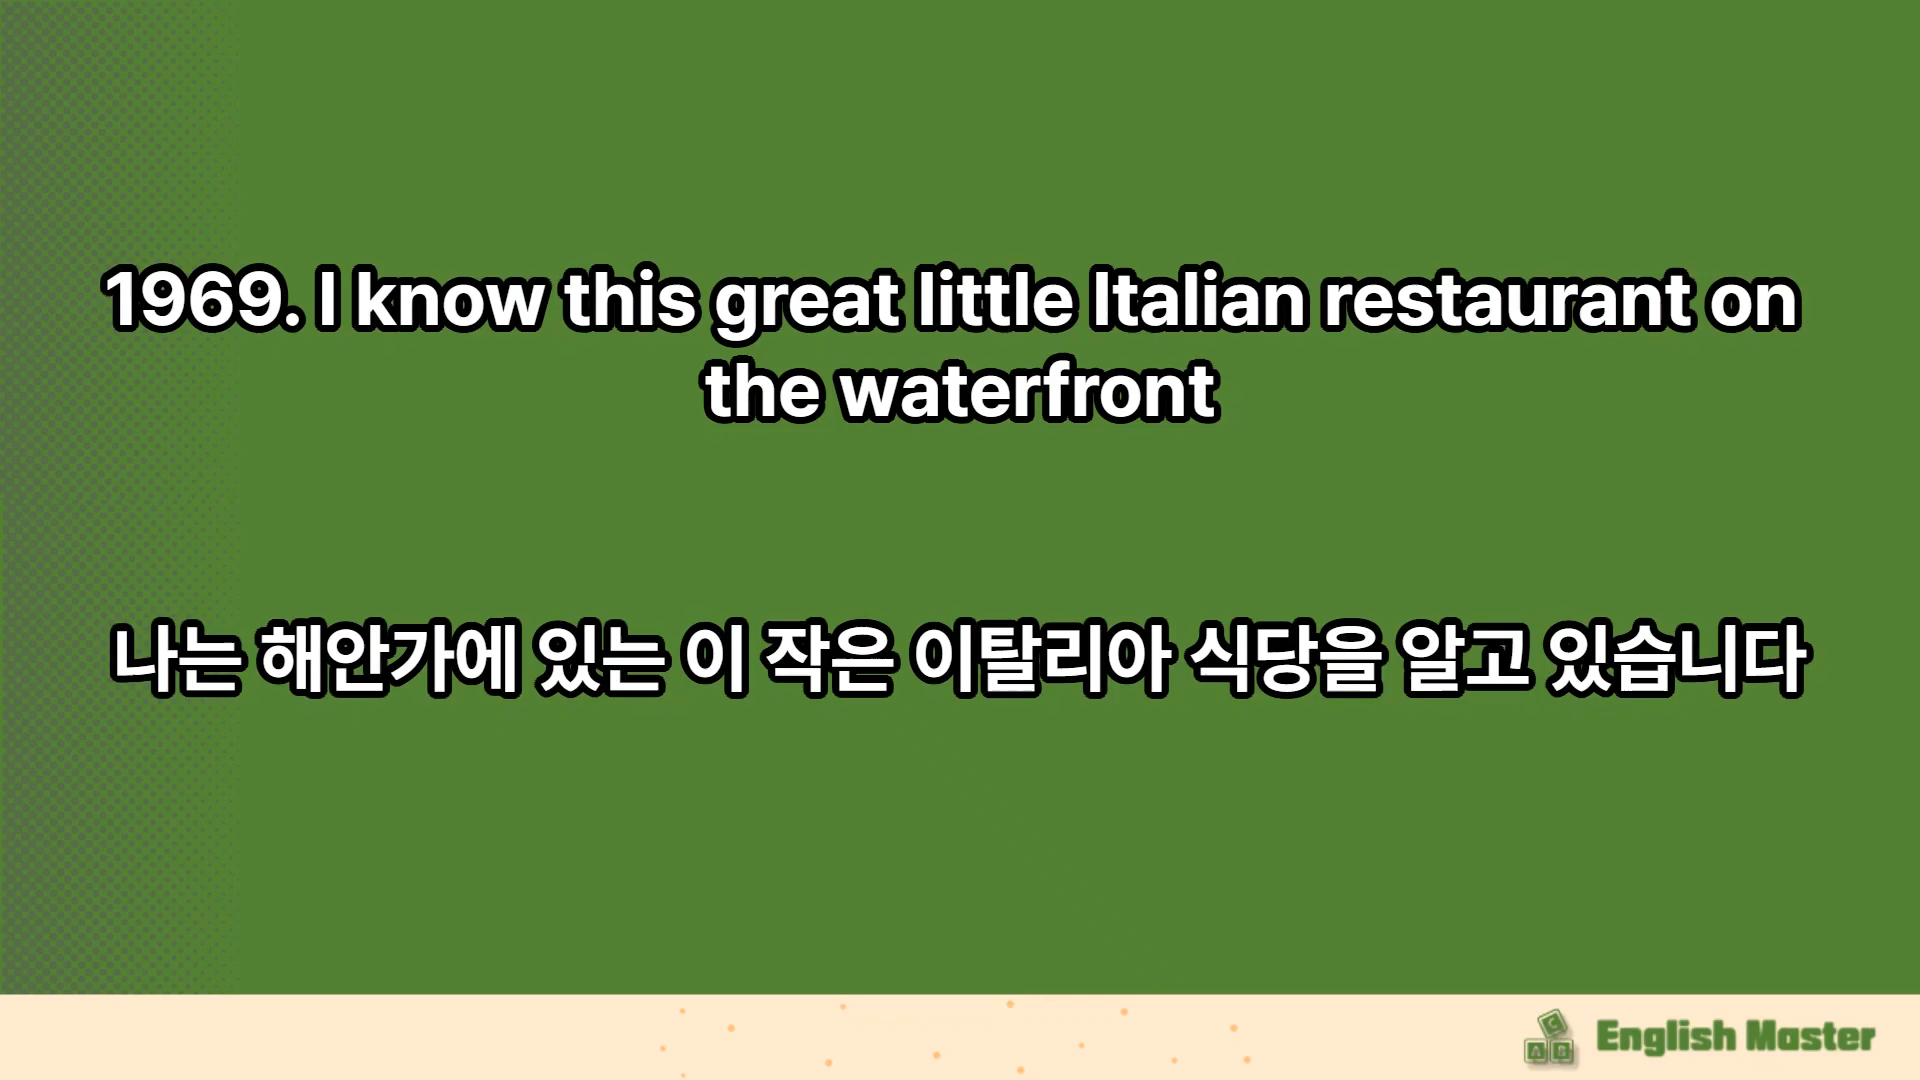 1969. I know this great little Italian restaurant on
the waterfront
나는 해안가에 있는 이 작은 이탈리아 식당을 알고 있습니다
C
A B
English Master